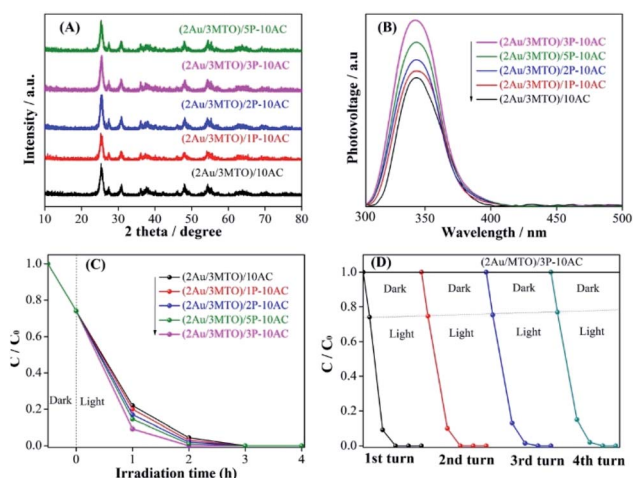 (A)
(2Au/3MTO)/5P-10AC
(2Au/3MTO)/3P-10AC
(2Au/3MTO)/2P-10AC
(2Au/3MTO)/1P-10AC
(2Au/3MTO)/10AC
Intensity / a.u.
10 20 30 40 50 60 70 80
2 theta / degree
(B)
(2Au/3MTO)/3P-10AC
(2Au/3MTO)/5P-10AC
(2Au/3MTO)/2P-10AC
(2Au/3MTO)/1P-10AC
(2Au/3MTO)/10AC
Photovoltage / a.u
300 350 400 450 500
Wavelength / nm
(C)
(2Au/3MTO)/10AC
(2Au/3MTO)/1P-10AC
(2Au/3MTO)/2P-10AC
(2Au/3MTO)/5P-10AC
(2Au/3MTO)/3P-10AC
C / C₀
1.0
0.8
0.6
0.4
0.2
0.0
Dark Light
0 1 2 3 4
Irradiation time (h)
(D)
(2Au/MTO)/3P-10AC
C / C₀
1.0
0.8
0.6
0.4
0.2
0.0
Dark Dark Dark Dark
Light Light Light Light
1st turn 2nd turn 3rd turn 4th turn